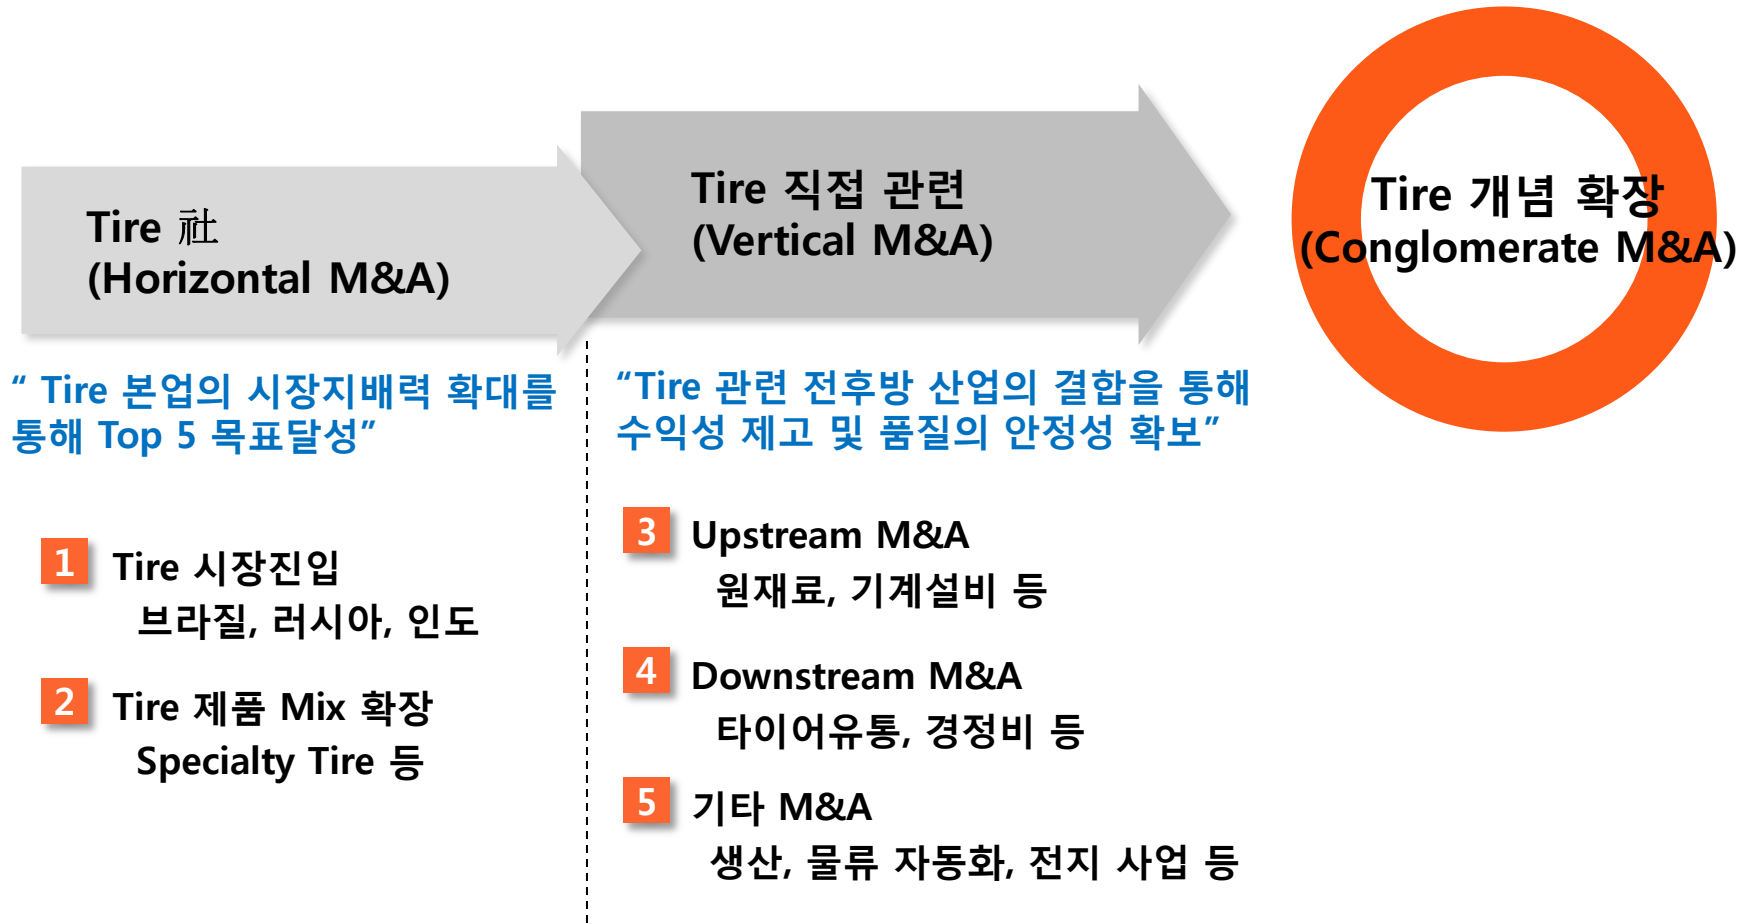 Tire 社
(Horizontal M&A)
Tire 직접 관련
(Vertical M&A)
Tire 개념 확장
(Conglomerate M&A)
“ Tire 본업의 시장지배력 확대를
통해 Top 5 목표달성”
1 Tire 시장진입
브라질, 러시아, 인도
2 Tire 제품 Mix 확장
Specialty Tire 등
“Tire 관련 전후방 산업의 결합을 통해
수익성 제고 및 품질의 안정성 확보”
3 Upstream M&A
원재료, 기계설비 등
4 Downstream M&A
타이어유통, 경정비 등
5 기타 M&A
생산, 물류 자동화, 전지 사업 등